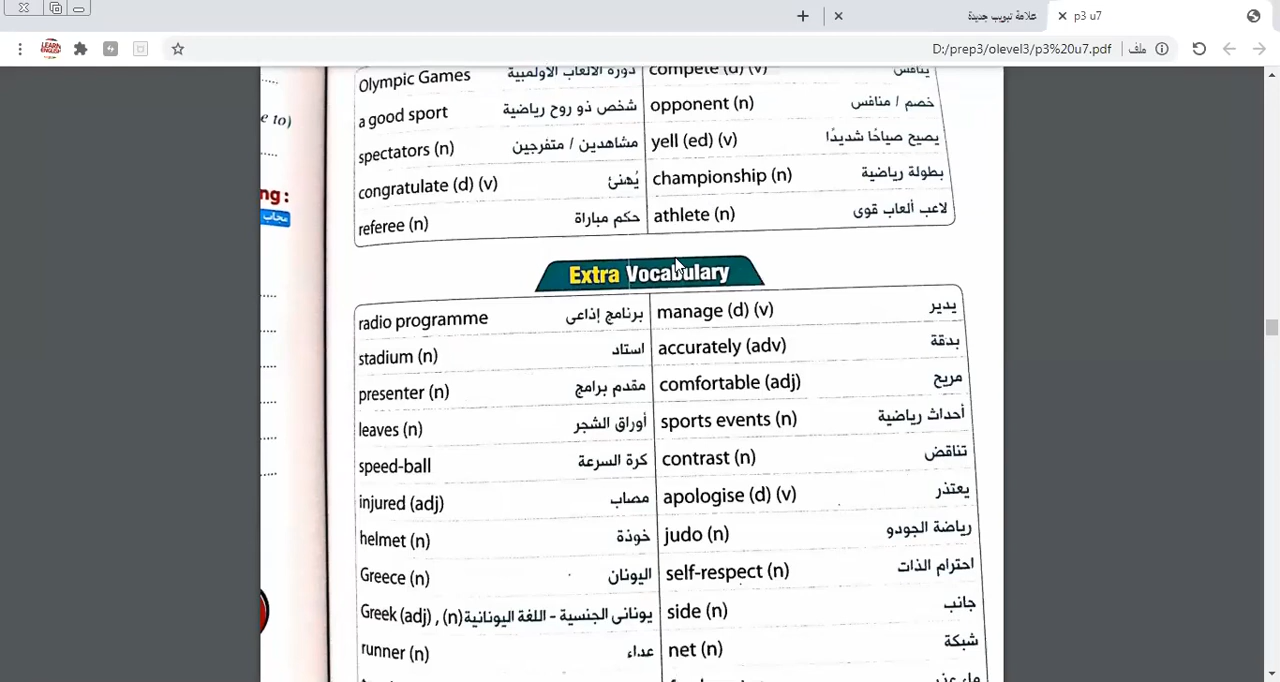 علامة تبويب جديدة
p3 u7
D:/prep3/olevel3/p3%20u7.pdf
ملف
LEARN ENGLISH
Olympic Games دورة الألعاب الأولمبية compete (d) (v) ينافس
a good sport شخص ذو روح رياضية opponent (n) خصم / منافس
spectators (n) مشاهدين / متفرجين yell (ed) (v) يصيح صياحًا شديدًا
congratulate (d) (v) يُهنئ championship (n) بطولة رياضية
referee (n) حكم مباراة athlete (n) لاعب ألعاب قوى
e to)
ng :
مجاب
Extra Vocabulary
radio programme برنامج إذاعى manage (d) (v) يدير
stadium (n) استاد accurately (adv) بدقة
presenter (n) مقدم برامج comfortable (adj) مريح
leaves (n) أوراق الشجر sports events (n) أحداث رياضية
speed-ball كرة السرعة contrast (n) تناقض
injured (adj) مصاب apologise (d) (v) يعتذر
helmet (n) خوذة judo (n) رياضة الجودو
Greece (n) اليونان self-respect (n) احترام الذات
Greek (adj) , (n) يونانى الجنسية - اللغة اليونانية side (n) جانب
runner (n) عداء net (n) شبكة